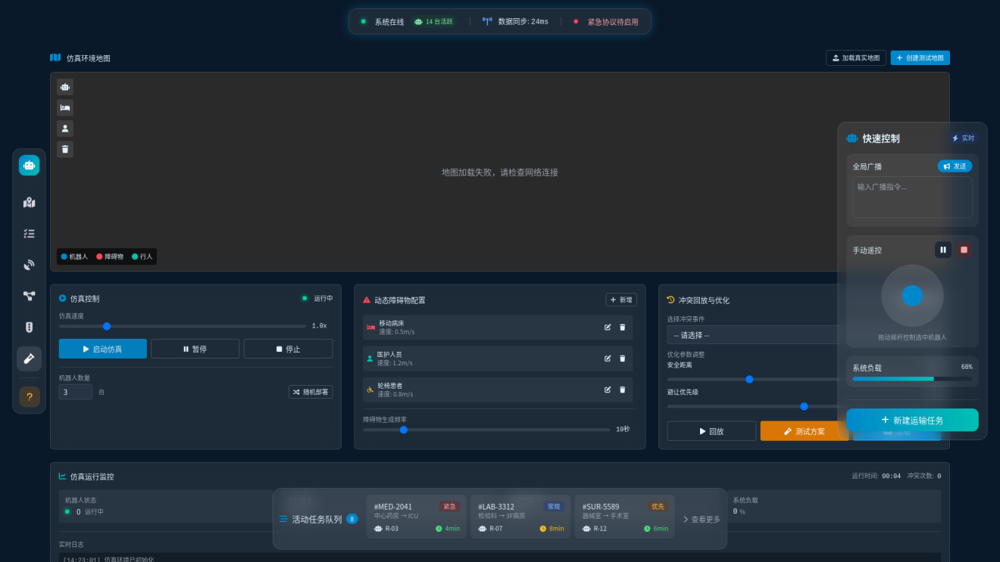 系统在线 14 台活跃 数据同步: 24ms 紧急协议待启用
仿真环境地图
加载真实地图
创建测试地图
地图加载失败，请检查网络连接
机器人 障碍物 行人
快速控制 实时
全局广播 发送
输入广播指令...
手动遥控
拖动摇杆控制选中机器人
系统负载 68%
新建运输任务
仿真控制 运行中
仿真速度
1.0x
启动仿真 暂停 停止
机器人数量
3 台 随机部署
动态障碍物配置 新增
移动病床
速度: 0.5m/s
医护人员
速度: 1.2m/s
轮椅患者
速度: 0.8m/s
障碍物生成频率
10秒
冲突回放与优化
选择冲突事件
-- 请选择 --
优化参数调整
安全距离
避让优先级
回放 测试方案
仿真运行监控 运行时间: 00:04 冲突次数: 0
机器人状态
0 运行中
系统负载
0 %
活动任务队列 8
#MED-2041 紧急
中心药房 → ICU
R-03 4min
#LAB-3312 常规
检验科 → 3F病房
R-07 8min
#SUR-5589 优先
器械室 → 手术室
R-12 6min
查看更多
实时日志
[14:23:01] 仿真环境已初始化
?